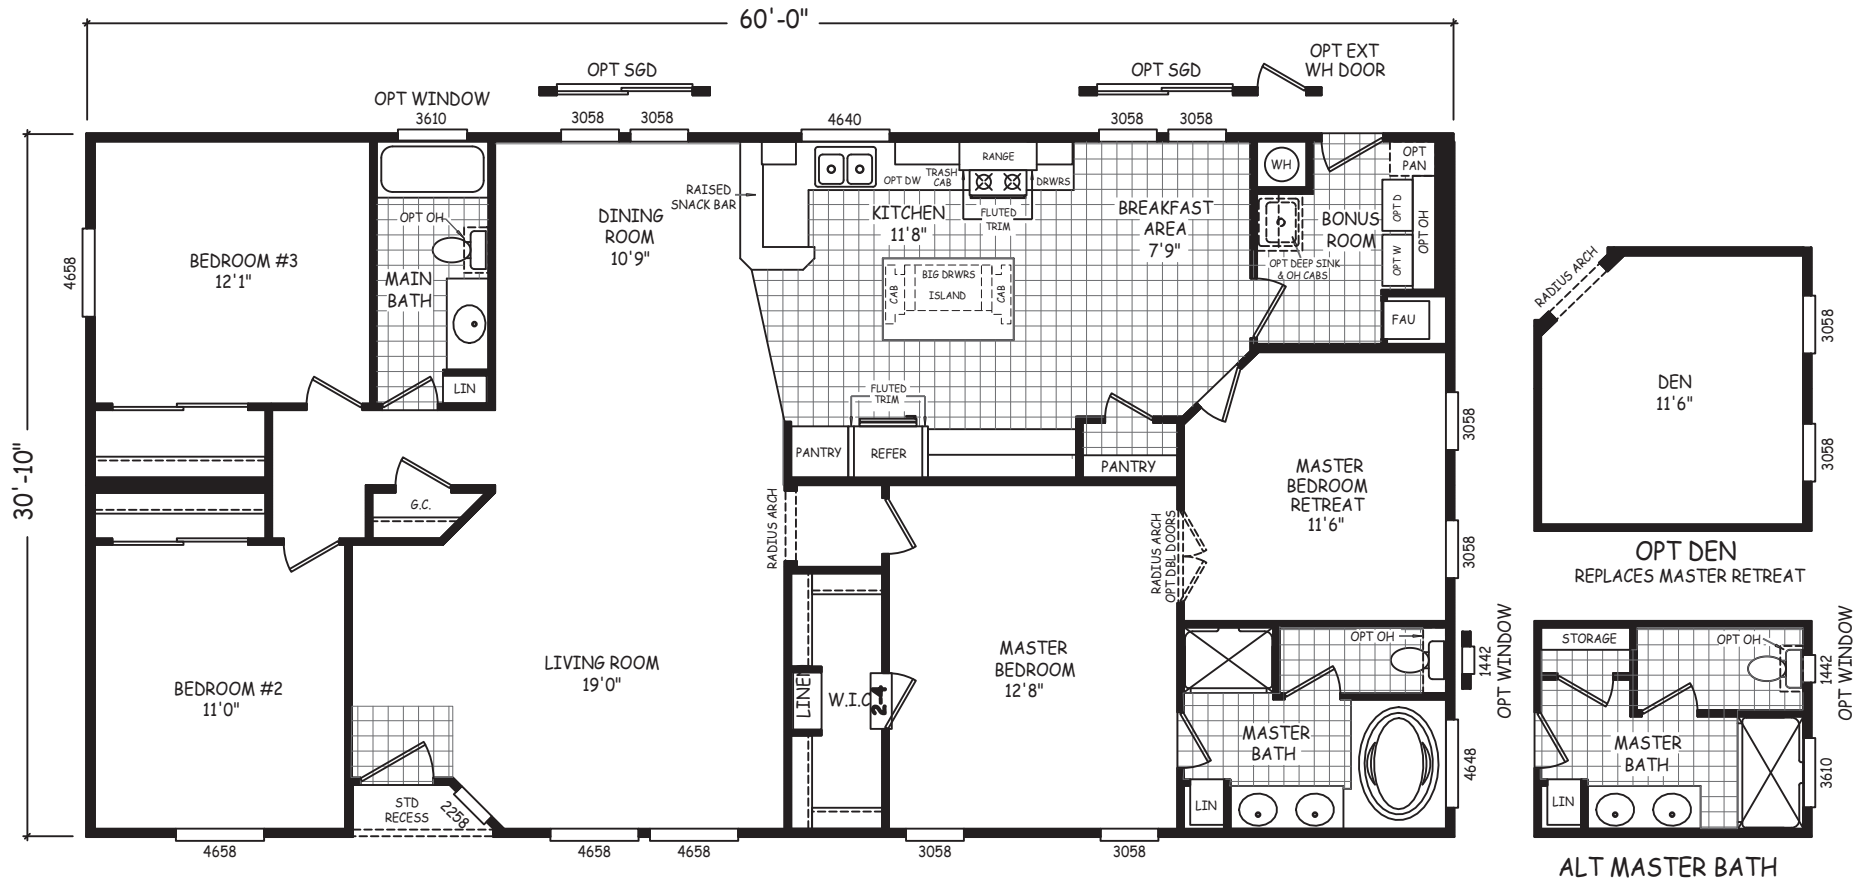 60'-0"
OPT SGD
OPT SGD
OPT EXT
WH DOOR
OPT WINDOW
3610
3058
3058
4640
3058
3058
30'-10"
4658
BEDROOM #3
12'1"
OPT OH
MAIN
BATH
LIN
DINING
ROOM
10'9"
RAISED
SNACK BAR
OPT DW
TRASH
CAB
RANGE
DRWRS
FLUTED
TRIM
KITCHEN
11'8"
CAB
BIG DRWRS
ISLAND
CAB
BREAKFAST
AREA
7'9"
WH
OPT
PAN
BONUS
ROOM
OPT D
OPT OH
OPT W
OPT DEEP SINK
& OH CABS
FAU
FLUTED
TRIM
PANTRY
REFER
PANTRY
G.C.
RADIUS ARCH
MASTER
BEDROOM
RETREAT
11'6"
3058
3058
RADIUS ARCH
OPT DBL DOORS
BEDROOM #2
11'0"
LIVING ROOM
19'0"
LINEN
W.I.C
2-4
MASTER
BEDROOM
12'8"
OPT OH
1442
OPT WINDOW
MASTER
BATH
LIN
4648
STD
RECESS
2258
4658
4658
4658
3058
3058
RADIUS ARCH
DEN
11'6"
3058
3058
OPT DEN
REPLACES MASTER RETREAT
STORAGE
OPT OH
1442
OPT WINDOW
MASTER
BATH
LIN
3610
ALT MASTER BATH